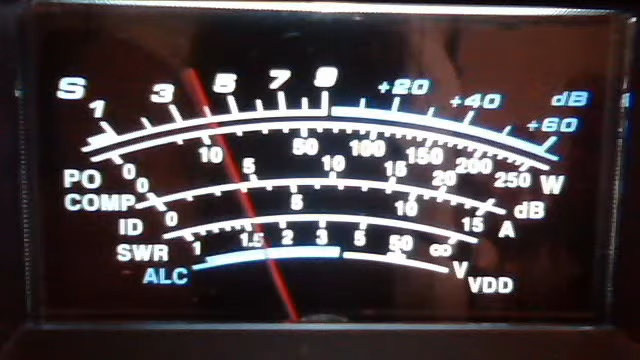 S 1 3 5 7 9 +20 +40 +60 dB
PO 0 10 50 100 150 200 250 W
COMP 0 5 10 15 20 dB
ID 0 5 10 15 A
SWR 1 1.5 2 3 5 50 ∞
ALC V VDD